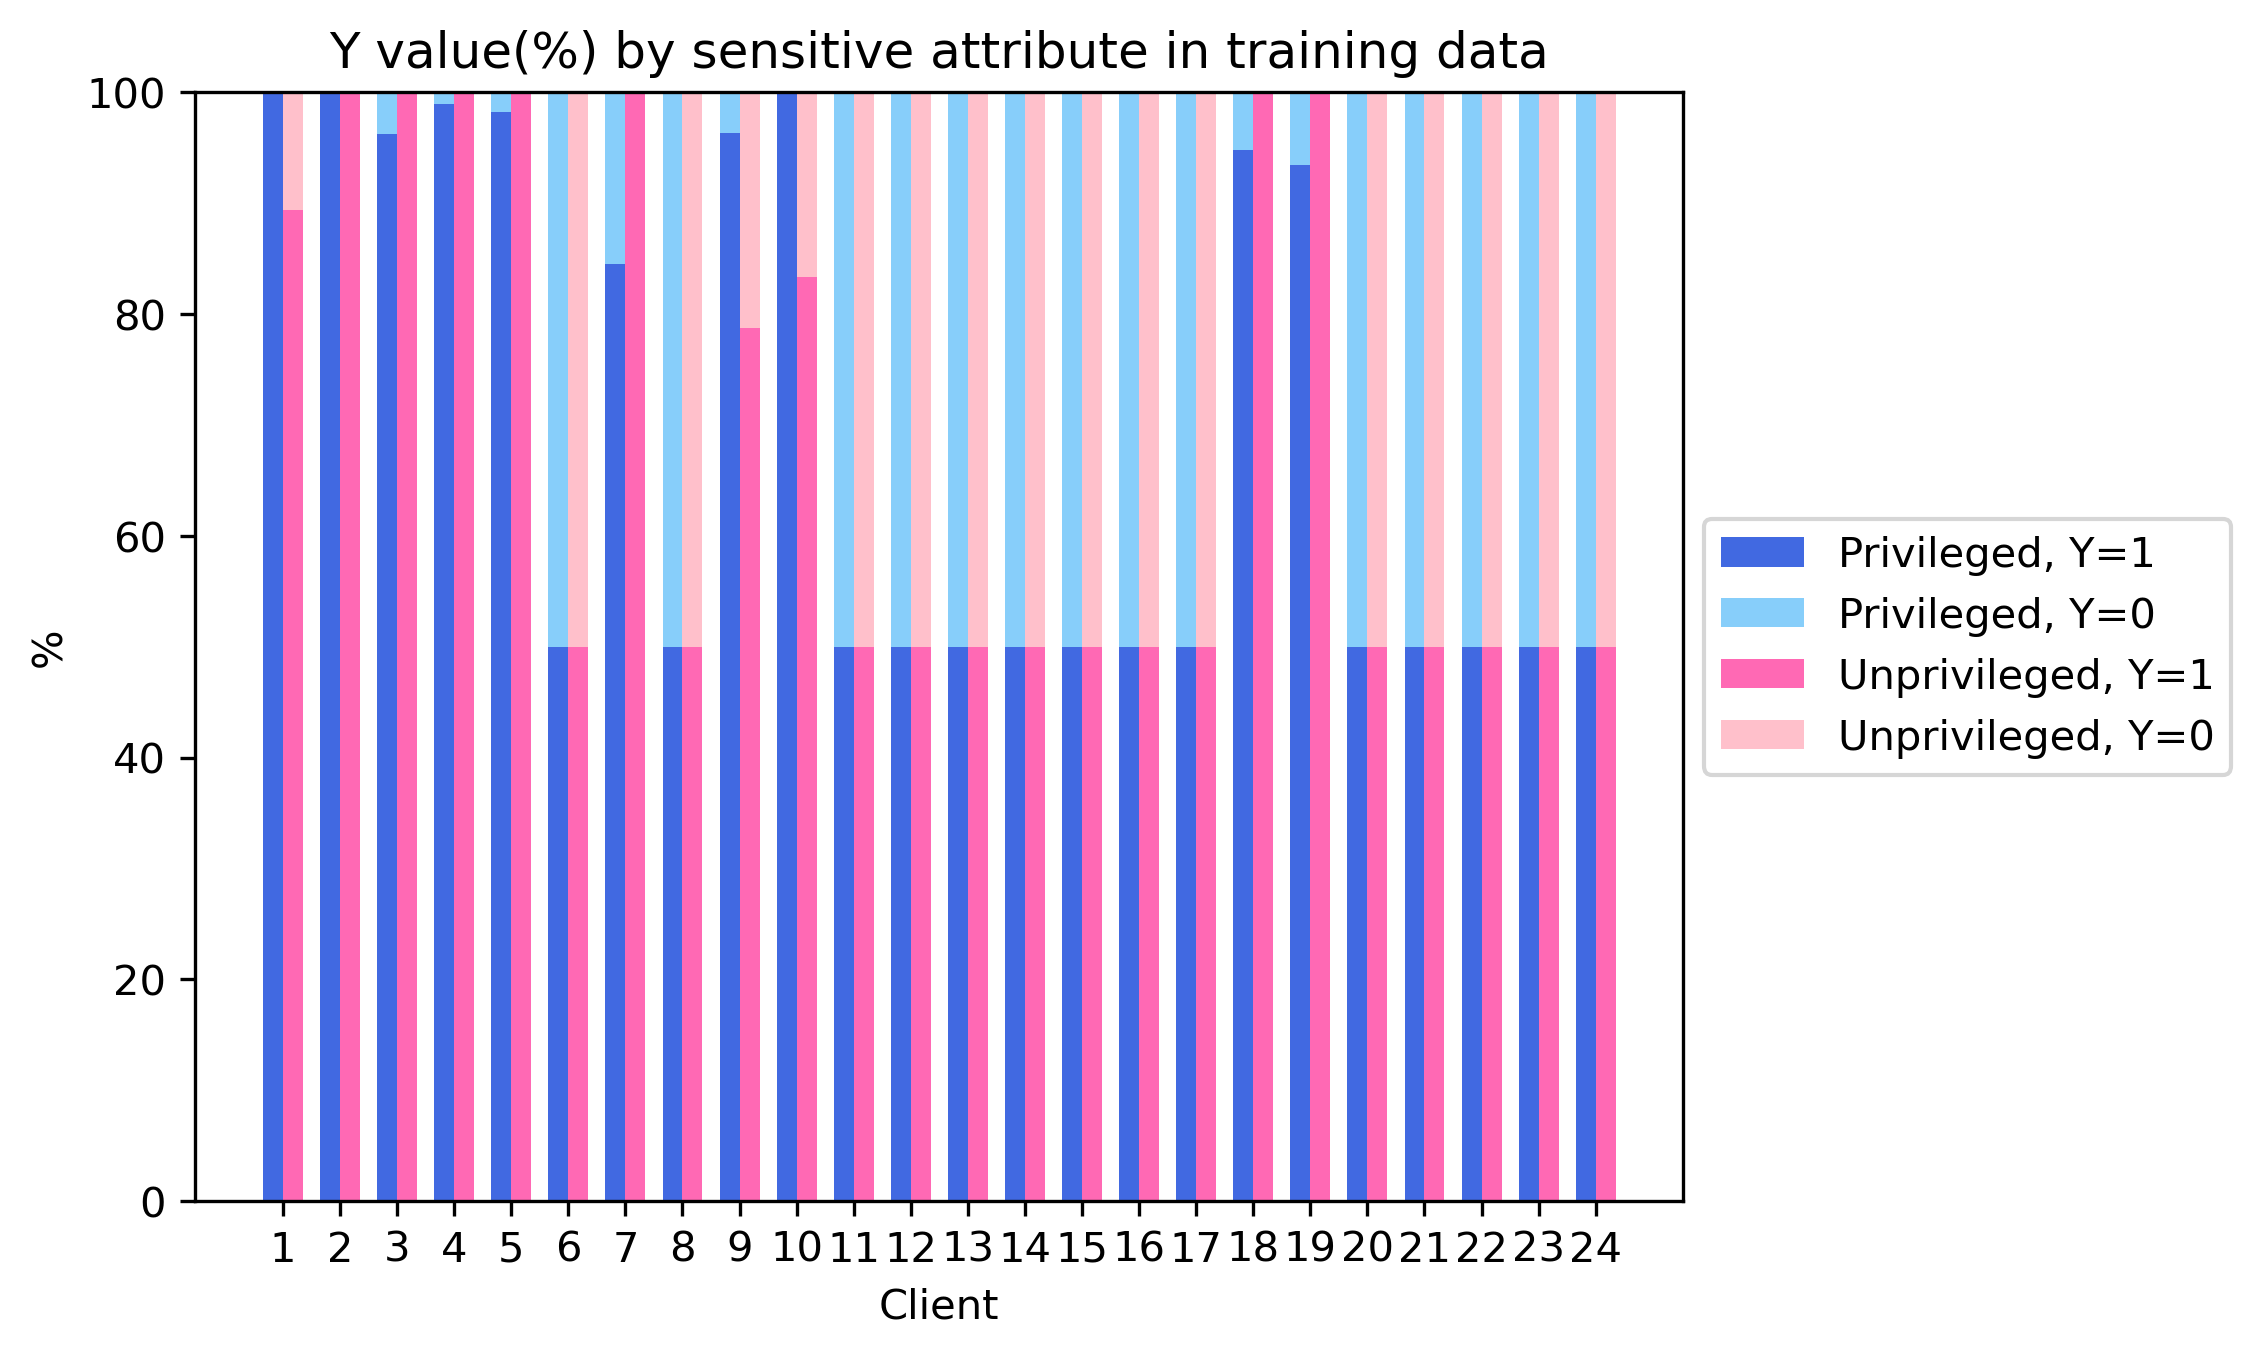 Y value(%) by sensitive attribute in training data
100
80
60
40
20
0
%
1 2 3 4 5 6 7 8 9 10 11 12 13 14 15 16 17 18 19 20 21 22 23 24
Client
Privileged, Y=1
Privileged, Y=0
Unprivileged, Y=1
Unprivileged, Y=0